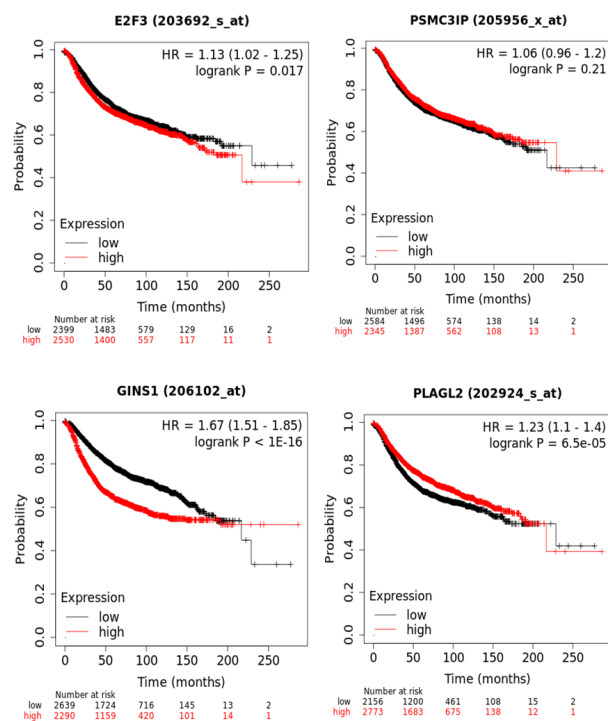 E2F3 (203692_s_at)
HR = 1.13 (1.02 - 1.25)
logrank P = 0.017
Probability
1.0
0.8
0.6
0.4
0.2
0.0
Expression
low
high
0 50 100 150 200 250
Time (months)
Number at risk
low 2399 1483 579 129 16 2
high 2530 1400 557 117 11 1
PSMC3IP (205956_x_at)
HR = 1.06 (0.96 - 1.2)
logrank P = 0.21
Probability
1.0
0.8
0.6
0.4
0.2
0.0
Expression
low
high
0 50 100 150 200 250
Time (months)
Number at risk
low 2584 1496 574 138 14 2
high 2345 1387 562 108 13 1
GINS1 (206102_at)
HR = 1.67 (1.51 - 1.85)
logrank P < 1E-16
Probability
1.0
0.8
0.6
0.4
0.2
0.0
Expression
low
high
0 50 100 150 200 250
Time (months)
Number at risk
low 2639 1724 716 145 13 2
high 2290 1159 420 101 14 1
PLAGL2 (202924_s_at)
HR = 1.23 (1.1 - 1.4)
logrank P = 6.5e-05
Probability
1.0
0.8
0.6
0.4
0.2
0.0
Expression
low
high
0 50 100 150 200 250
Time (months)
Number at risk
low 2156 1200 461 108 15 2
high 2773 1683 675 138 12 1